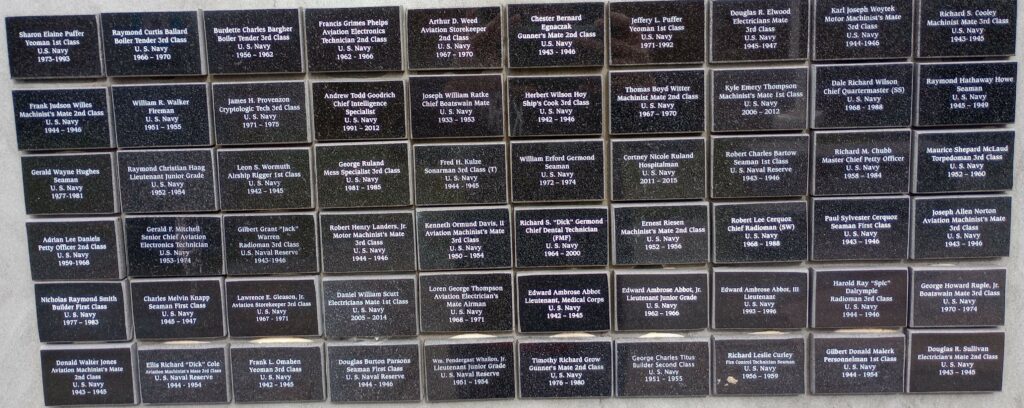 Sharon Elaine Puffer
Yeoman 1st Class
U.S. Navy
1973-1993
Raymond Curtis Ballard
Boiler Tender 3rd Class
U. S. Navy
1966 – 1970
Burdette Charles Bargher
Boiler Tender 3rd Class
U. S. Navy
1956 – 1962
Francis Grimes Phelps
Aviation Electronics
Technician 2nd Class
U. S. Navy
1962 - 1966
Arthur D. Weed
Aviation Storekeeper
2nd Class
U. S. Navy
1967 – 1970
Chester Bernard
Egnaczak
Gunner's Mate 2nd Class
U. S. Navy
1943 - 1946
Jeffery L. Puffer
Yeoman 1st Class
U.S. Navy
1971-1992
Douglas R. Elwood
Electricians Mate
3rd Class
U. S. Navy
1945-1947
Karl Joseph Woytek
Motor Machinist's Mate
2nd Class
U. S. Navy
1944-1946
Richard S. Cooley
Machinist Mate 3rd Class
U. S. Navy
1943-1945
Frank Judson Willes
Machinist's Mate 2nd Class
U. S. Navy
1944 – 1946
William R. Walker
Fireman
U. S. Navy
1951 – 1955
James H. Provenzon
Cryptologic Tech 3rd Class
U. S. Navy
1971 – 1975
Andrew Todd Goodrich
Chief Intelligence
Specialist
U. S. Navy
1991 – 2012
Joseph William Ratke
Chief Boatswain Mate
U. S. Navy
1933 – 1953
Herbert Wilson Hoy
Ship's Cook 3rd Class
U. S. Navy
1942 – 1946
Thomas Boyd Witter
Machinist Mate 2nd Class
U. S. Navy
1967 – 1970
Kyle Emery Thompson
Machinist's Mate 1st Class
U. S. Navy
2006 – 2012
Dale Richard Wilson
Chief Quartermaster (SS)
U. S. Navy
1968 – 1988
Raymond Hathaway Howe
Seaman
U. S. Navy
1945 – 1949
Gerald Wayne Hughes
Seaman
U. S. Navy
1977-1981
Raymond Christian Haag
Lieutenant Junior Grade
U. S. Navy
1952 -1954
Leon S. Wormuth
Airship Rigger 1st Class
U. S. Navy
1942 – 1945
George Ruland
Mess Specialist 3rd Class
U. S. Navy
1981 – 1985
Fred H. Kulze
Sonarman 3rd Class (T)
U. S. Navy
1944 - 1945
William Erford Germond
Seaman
U. S. Navy
1972 – 1974
Cortney Nicole Ruland
Hospitalman
U. S. Navy
2011 – 2015
Robert Charles Bartow
Seaman 1st Class
U. S. Naval Reserve
1943 – 1946
Richard M. Chubb
Master Chief Petty Officer
U. S. Navy
1958 – 1984
Maurice Shepard McLaud
Torpedoman 3rd Class
U. S. Navy
1952 – 1960
Adrian Lee Daniels
Petty Officer 2nd Class
U. S. Navy
1959-1968
Gerald F. Mitchell
Senior Chief Aviation
Electronics Technician
U. S. Navy
1953-1974
Gilbert Grant "Jack"
Warren
Radioman 3rd Class
U.S. Naval Reserve
1943-1946
Robert Henry Landers, Jr
Motor Machinist's Mate
3rd Class
U. S. Navy
1944 – 1946
Kenneth Ormund Davis, II
Aviation Machinist's Mate
3rd Class
U. S. Navy
1950 – 1954
Richard S. "Dick" Germond
Chief Dental Technician
(FMF)
U. S. Navy
1964 – 2000
Ernest Riesen
Machinist's Mate 2nd Class
U. S. Navy
1952 – 1956
Robert Lee Cerquoz
Chief Radioman (SW)
U. S. Navy
1968 – 1988
Paul Sylvester Cerquoz
Seaman First Class
U. S. Navy
1943 – 1946
Joseph Allen Norton
Aviation Machinist's Mate
3rd Class
U. S. Navy
1943 – 1946
Nicholas Raymond Smith
Builder First Class
U. S. Navy
1977 – 1983
Charles Melvin Knapp
Seaman First Class
U. S. Navy
1945 – 1947
Lawrence E. Gleason, Jr.
Aviation Storekeeper 3rd Class
U. S. Navy
1967 - 1971
Daniel William Scutt
Electricians Mate 1st Class
U. S. Navy
2005 – 2014
Loren George Thompson
Aviation Electrician's
Mate Airman
U. S. Navy
1968 – 1971
Edward Ambrose Abbot
Lieutenant, Medical Corps
U. S. Navy
1942 – 1945
Edward Ambrose Abbot, Jr.
Lieutenant Junior Grade
U. S. Navy
1962 – 1966
Edward Ambrose Abbot, III
Lieutenant
U. S. Navy
1993 – 1996
Harold Ray "Spic"
Dalrymple
Radioman 3rd Class
U. S. Navy
1944 – 1946
George Howard Ruple, Jr.
Boatswain Mate 3rd Class
U. S. Navy
1970 – 1974
Donald Walter Jones
Aviation Machinist's Mate
2nd Class
U. S. Navy
1943 – 1945
Ellis Richard "Dick" Cole
Aviation Machinist's Mate 3rd Class
U. S. Naval Reserve
1944 – 1954
Frank L. Omahen
Yeoman 3rd Class
U. S. Navy
1942 – 1945
Douglas Burton Parsons
Seaman First Class
U. S. Naval Reserve
1944 – 1946
Wm. Pendergast Whallon, Jr.
Lieutenant Junior Grade
U. S. Naval Reserve
1951 – 1954
Timothy Richard Grow
Gunner's Mate 2nd Class
U. S. Navy
1976 – 1980
George Charles Titus
Builder Second Class
U. S. Navy
1951 – 1955
Richard Leslie Curley
Fire Control Technician Seaman
U. S. Navy
1956 – 1959
Gilbert Donald Malerk
Personnelman 1st Class
U. S. Navy
1944 – 1954
Douglas R. Sullivan
Electrician's Mate 2nd Class
U. S. Navy
1943 – 1945